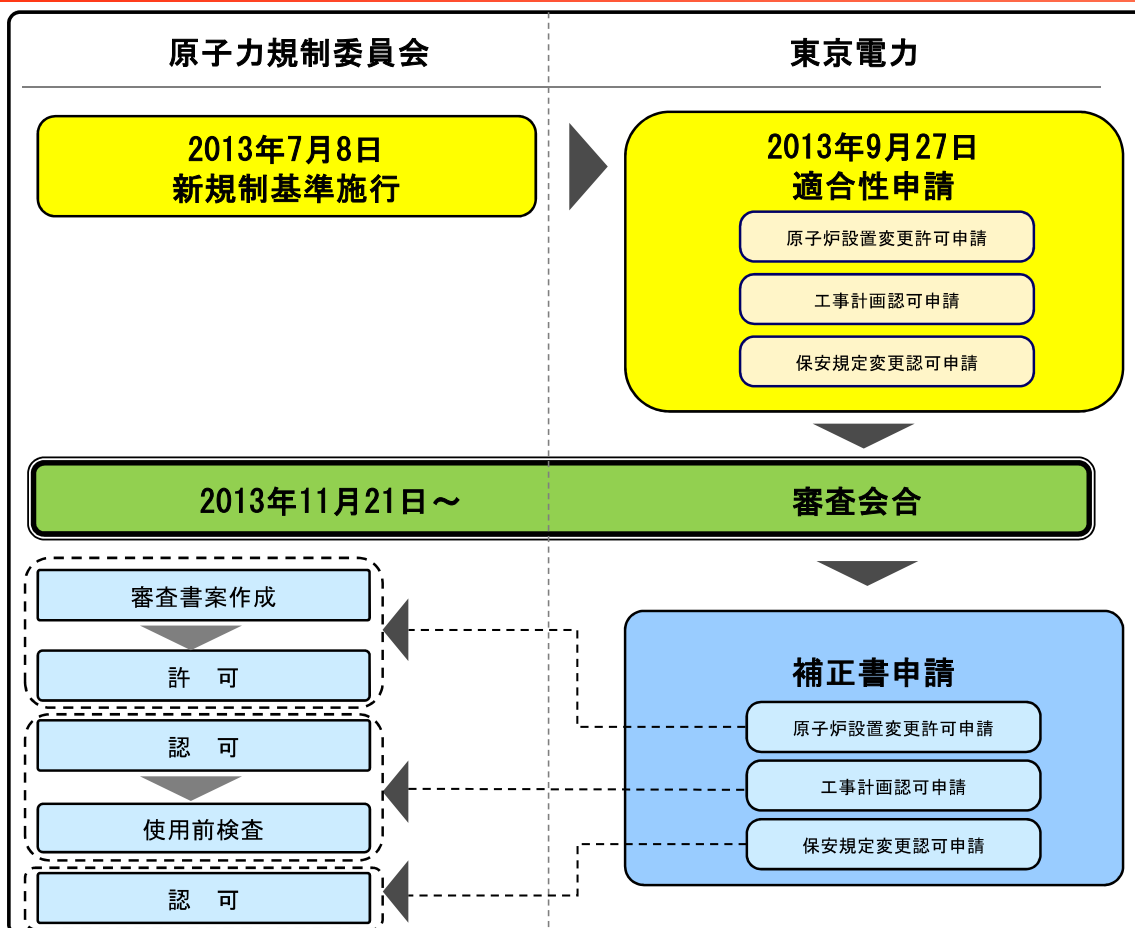 原子力規制委員会
東京電力
2013年7月8日
新規制基準施行
2013年9月27日
適合性申請
原子炉設置変更許可申請
工事計画認可申請
保安規定変更認可申請
2013年11月21日～
審査会合
審査書案作成
許　可
認　可
使用前検査
認　可
補正書申請
原子炉設置変更許可申請
工事計画認可申請
保安規定変更認可申請